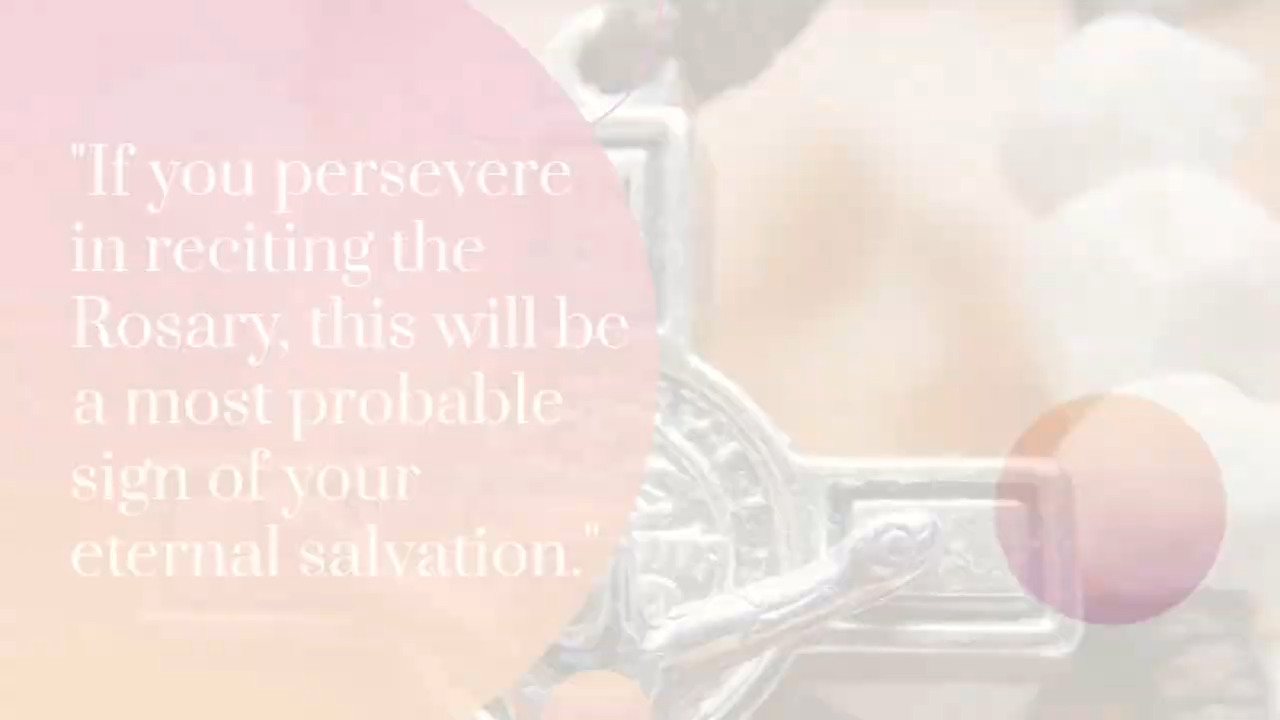 "If you persevere
in reciting the
Rosary, this will be
a most probable
sign of your
eternal salvation."